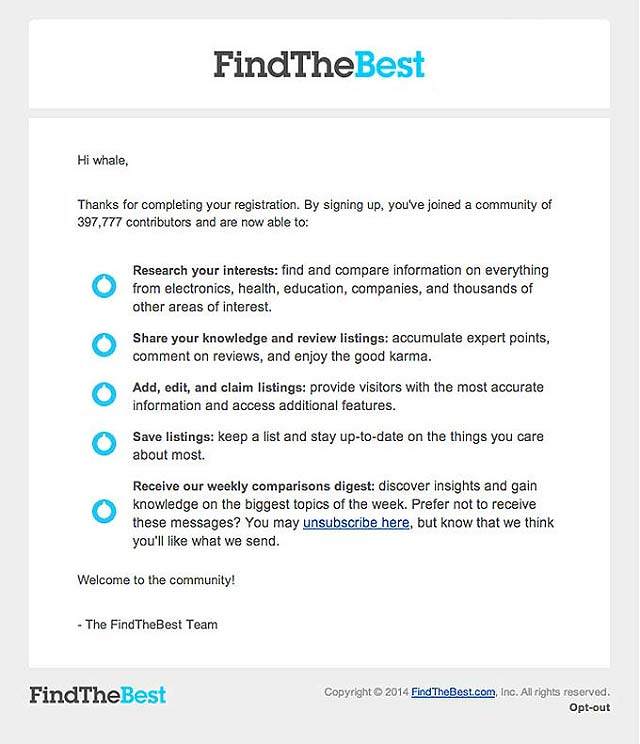 FindTheBest
Hi whale,
Thanks for completing your registration. By signing up, you've joined a community of
397,777 contributors and are now able to:
Research your interests: find and compare information on everything
from electronics, health, education, companies, and thousands of
other areas of interest.
Share your knowledge and review listings: accumulate expert points,
comment on reviews, and enjoy the good karma.
Add, edit, and claim listings: provide visitors with the most accurate
information and access additional features.
Save listings: keep a list and stay up-to-date on the things you care
about most.
Receive our weekly comparisons digest: discover insights and gain
knowledge on the biggest topics of the week. Prefer not to receive
these messages? You may unsubscribe here, but know that we think
you'll like what we send.
Welcome to the community!
- The FindTheBest Team
FindTheBest
Copyright © 2014 FindTheBest.com, Inc. All rights reserved.
Opt-out